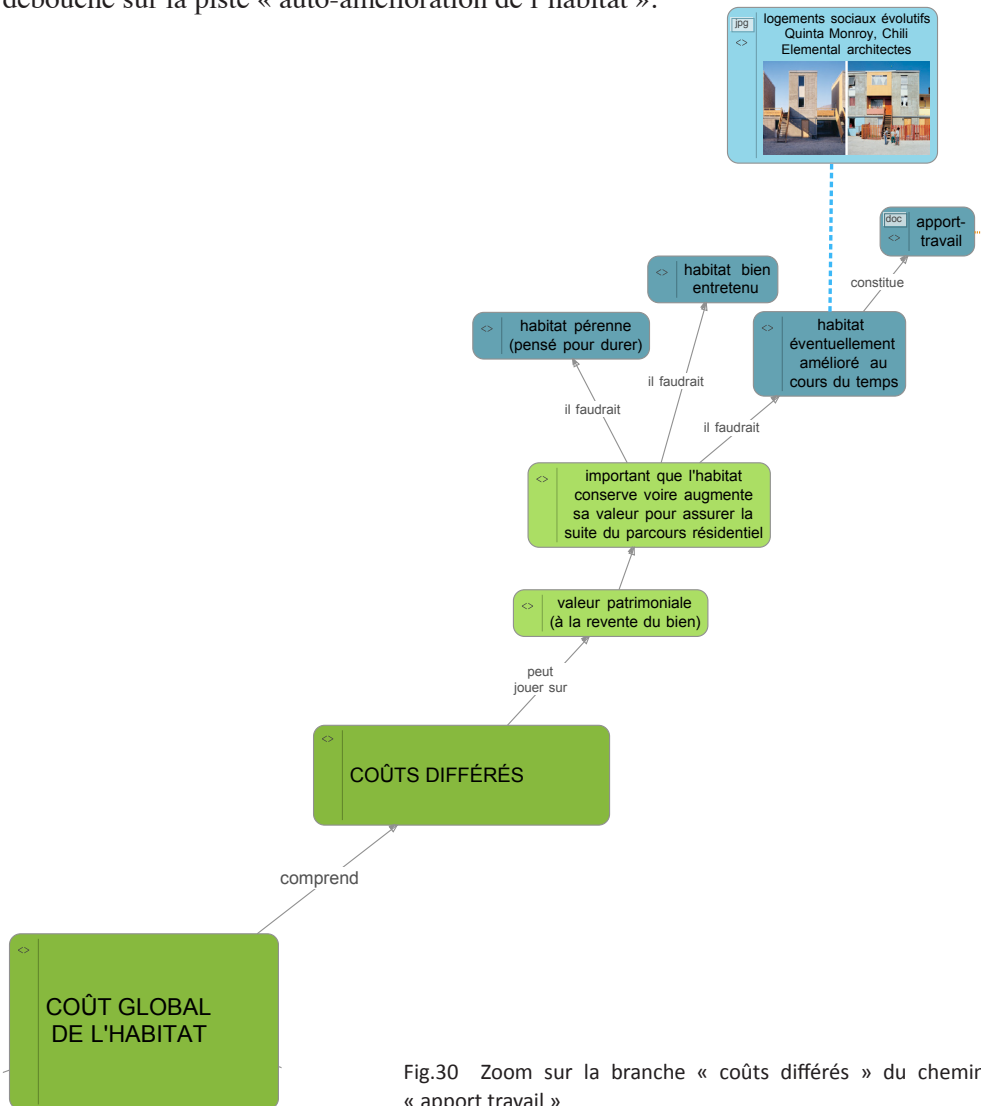 débouche sur la piste « auto-amélioration de l'habitat ».
jpg
<>
logements sociaux évolutifs
Quinta Monroy, Chili
Elemental architectes
doc
<>
apport-
travail
constitue
<>
habitat bien
entretenu
<>
habitat pérenne
(pensé pour durer)
<>
habitat
éventuellement
amélioré au
cours du temps
il faudrait
il faudrait
il faudrait
<>
important que l'habitat
conserve voire augmente
sa valeur pour assurer la
suite du parcours résidentiel
<>
valeur patrimoniale
(à la revente du bien)
peut
jouer sur
<>
COÛTS DIFFÉRÉS
comprend
<>
COÛT GLOBAL
DE L'HABITAT
Fig.30 Zoom sur la branche « coûts différés » du chemin
« apport travail »